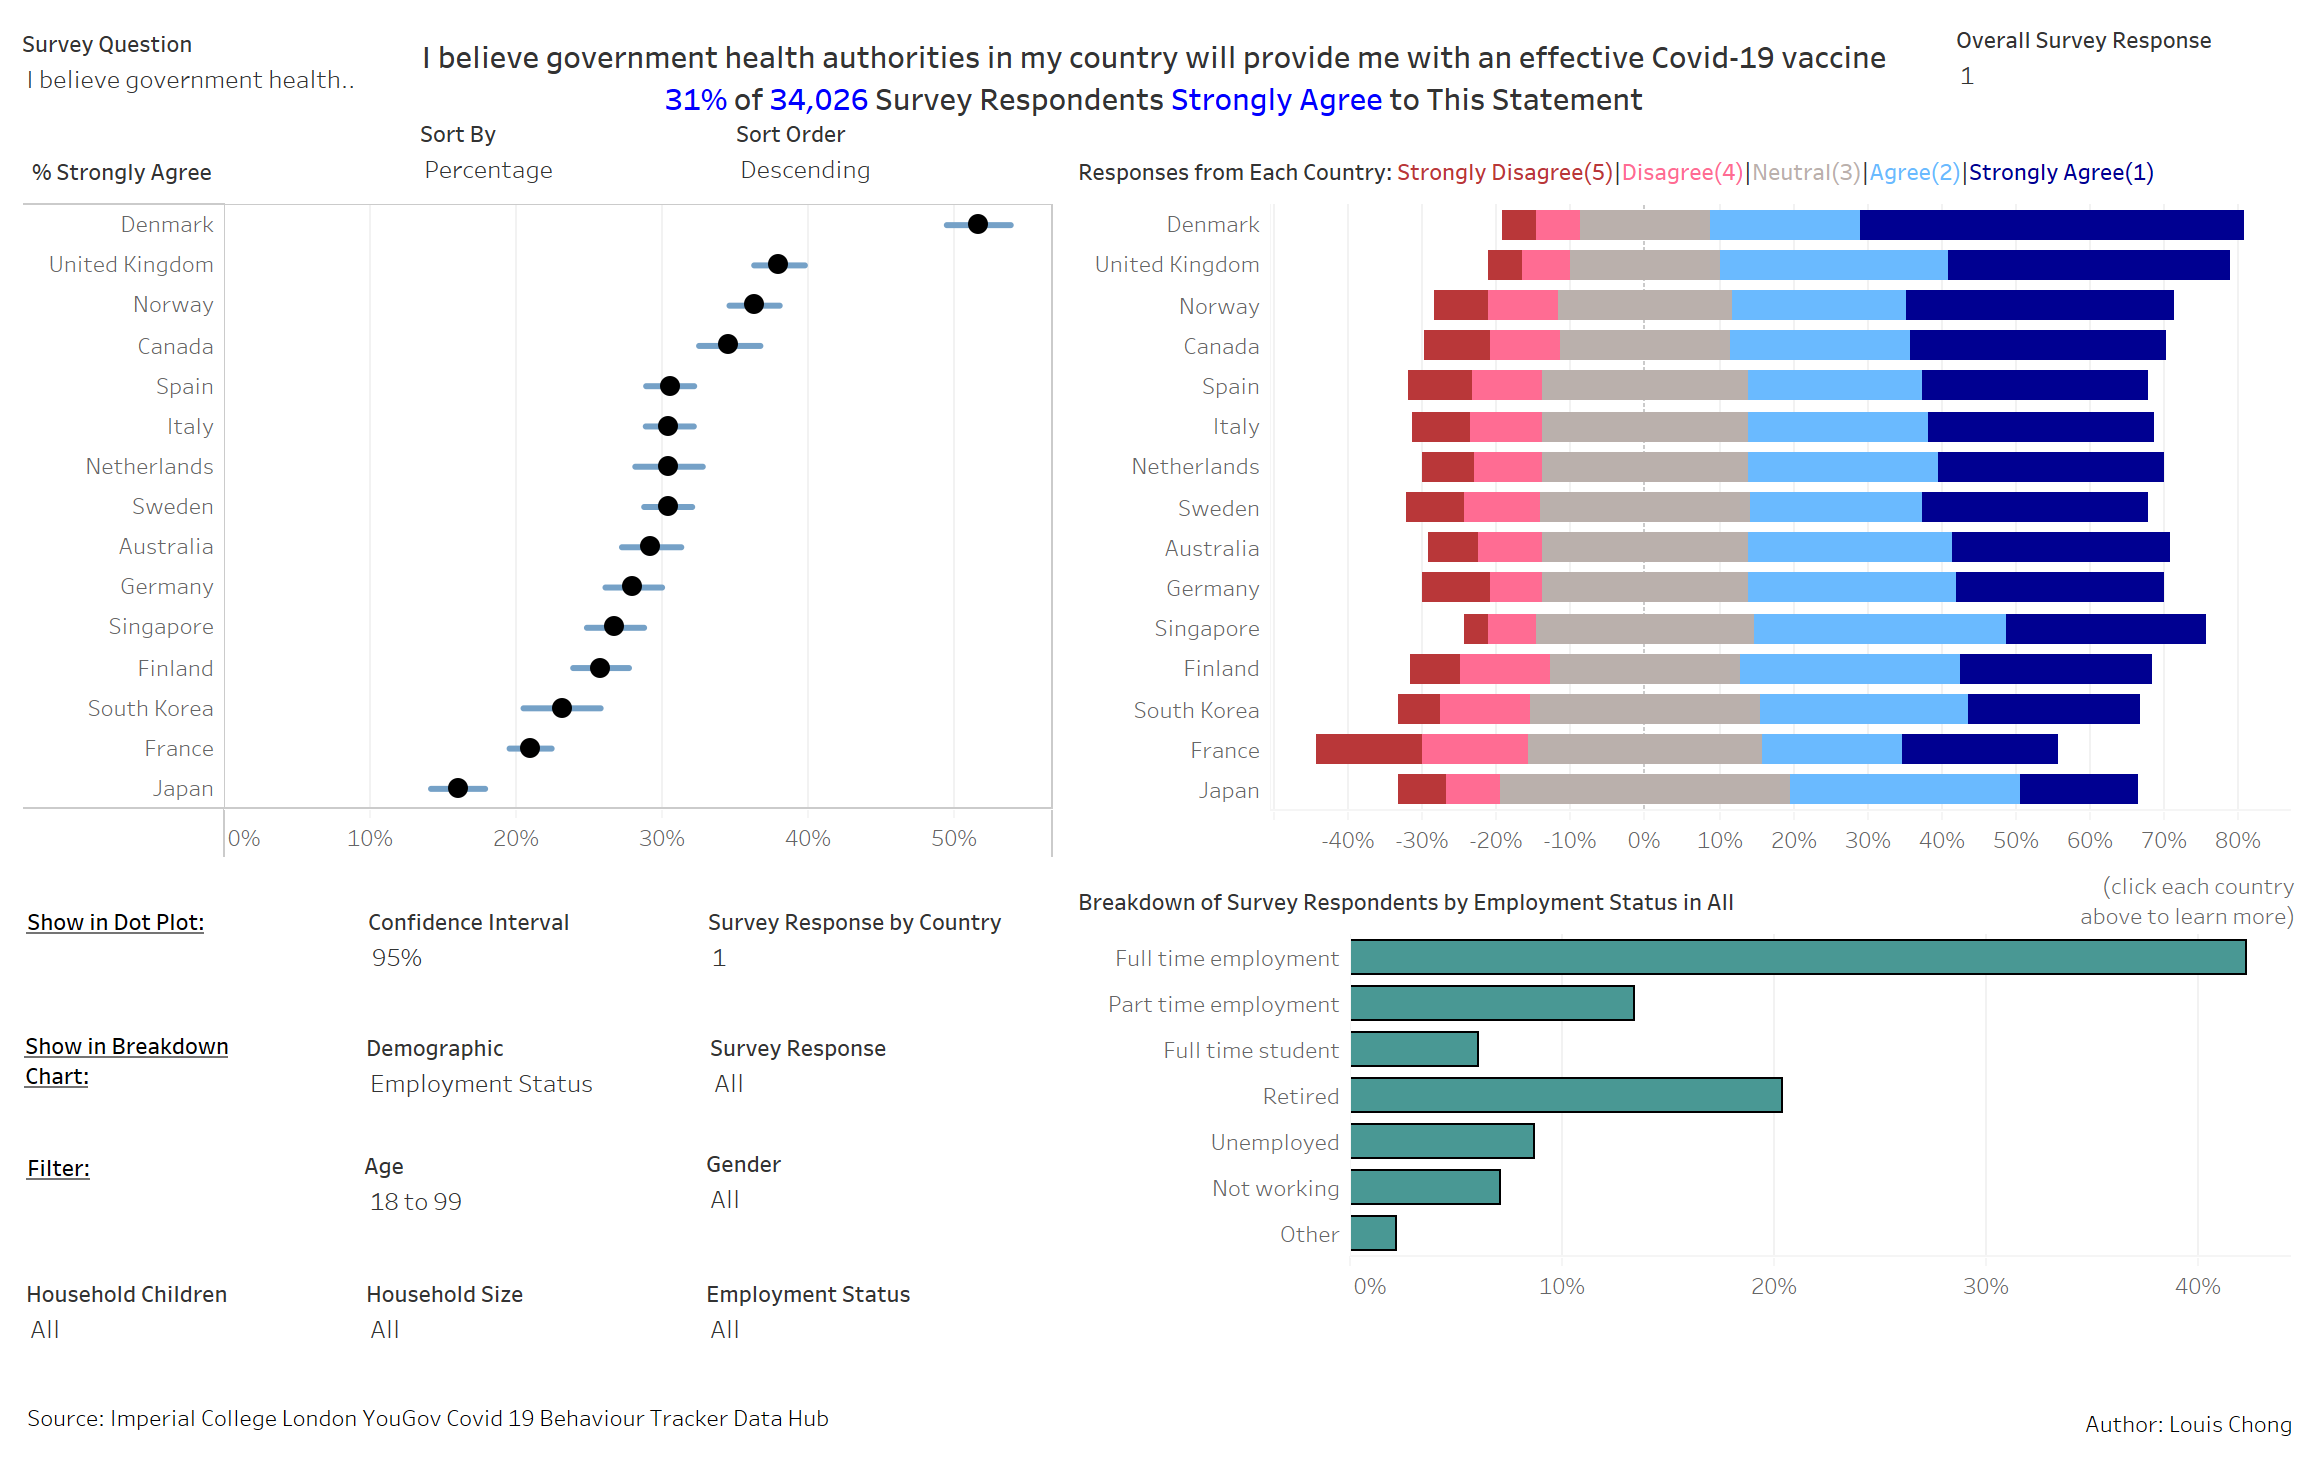 Survey Question
I believe government health..
I believe government health authorities in my country will provide me with an effective Covid-19 vaccine
31% of 34,026 Survey Respondents Strongly Agree to This Statement
Overall Survey Response
1
Sort By
Percentage
Sort Order
Descending
% Strongly Agree
Denmark
United Kingdom
Norway
Canada
Spain
Italy
Netherlands
Sweden
Australia
Germany
Singapore
Finland
South Korea
France
Japan
0% 10% 20% 30% 40% 50%
Responses from Each Country: Strongly Disagree(5)|Disagree(4)|Neutral(3)|Agree(2)|Strongly Agree(1)
Denmark
United Kingdom
Norway
Canada
Spain
Italy
Netherlands
Sweden
Australia
Germany
Singapore
Finland
South Korea
France
Japan
-40% -30% -20% -10% 0% 10% 20% 30% 40% 50% 60% 70% 80%
Show in Dot Plot:
Confidence Interval
95%
Survey Response by Country
1
Show in Breakdown
Chart:
Demographic
Employment Status
Survey Response
All
Filter:
Age
18 to 99
Gender
All
Household Children
All
Household Size
All
Employment Status
All
Breakdown of Survey Respondents by Employment Status in All
(click each country
above to learn more)
Full time employment
Part time employment
Full time student
Retired
Unemployed
Not working
Other
0% 10% 20% 30% 40%
Source: Imperial College London YouGov Covid 19 Behaviour Tracker Data Hub
Author: Louis Chong